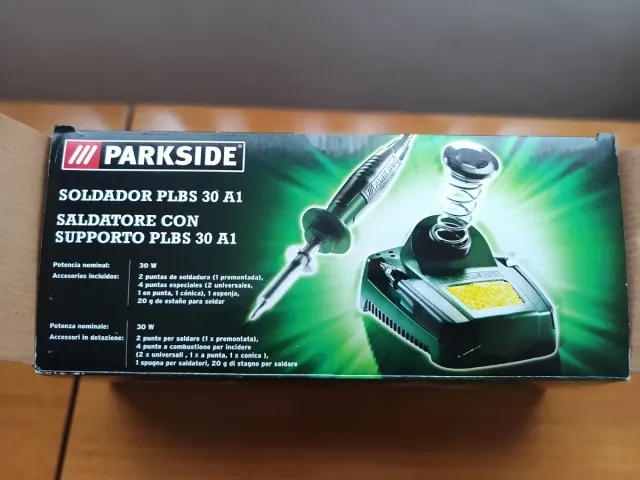 PARKSIDE®
SOLDADOR PLBS 30 A1
SALDATORE CON
SUPPORTO PLBS 30 A1
Potencia nominal: 30 W
Accesorios incluidos: 2 puntas de soldadura (1 premontada),
4 puntas especiales (2 universales,
1 en punta, 1 cónica), 1 esponja,
20 g de estaño para soldar
Potenza nominale: 30 W
Accessori in dotazione: 2 punte per saldare (1 x premontata),
4 punte a combustione per incidere
(2 x universali , 1 x a punta, 1 x conica ),
1 spugna per saldatori, 20 g di stagno per saldare
PARKSIDE